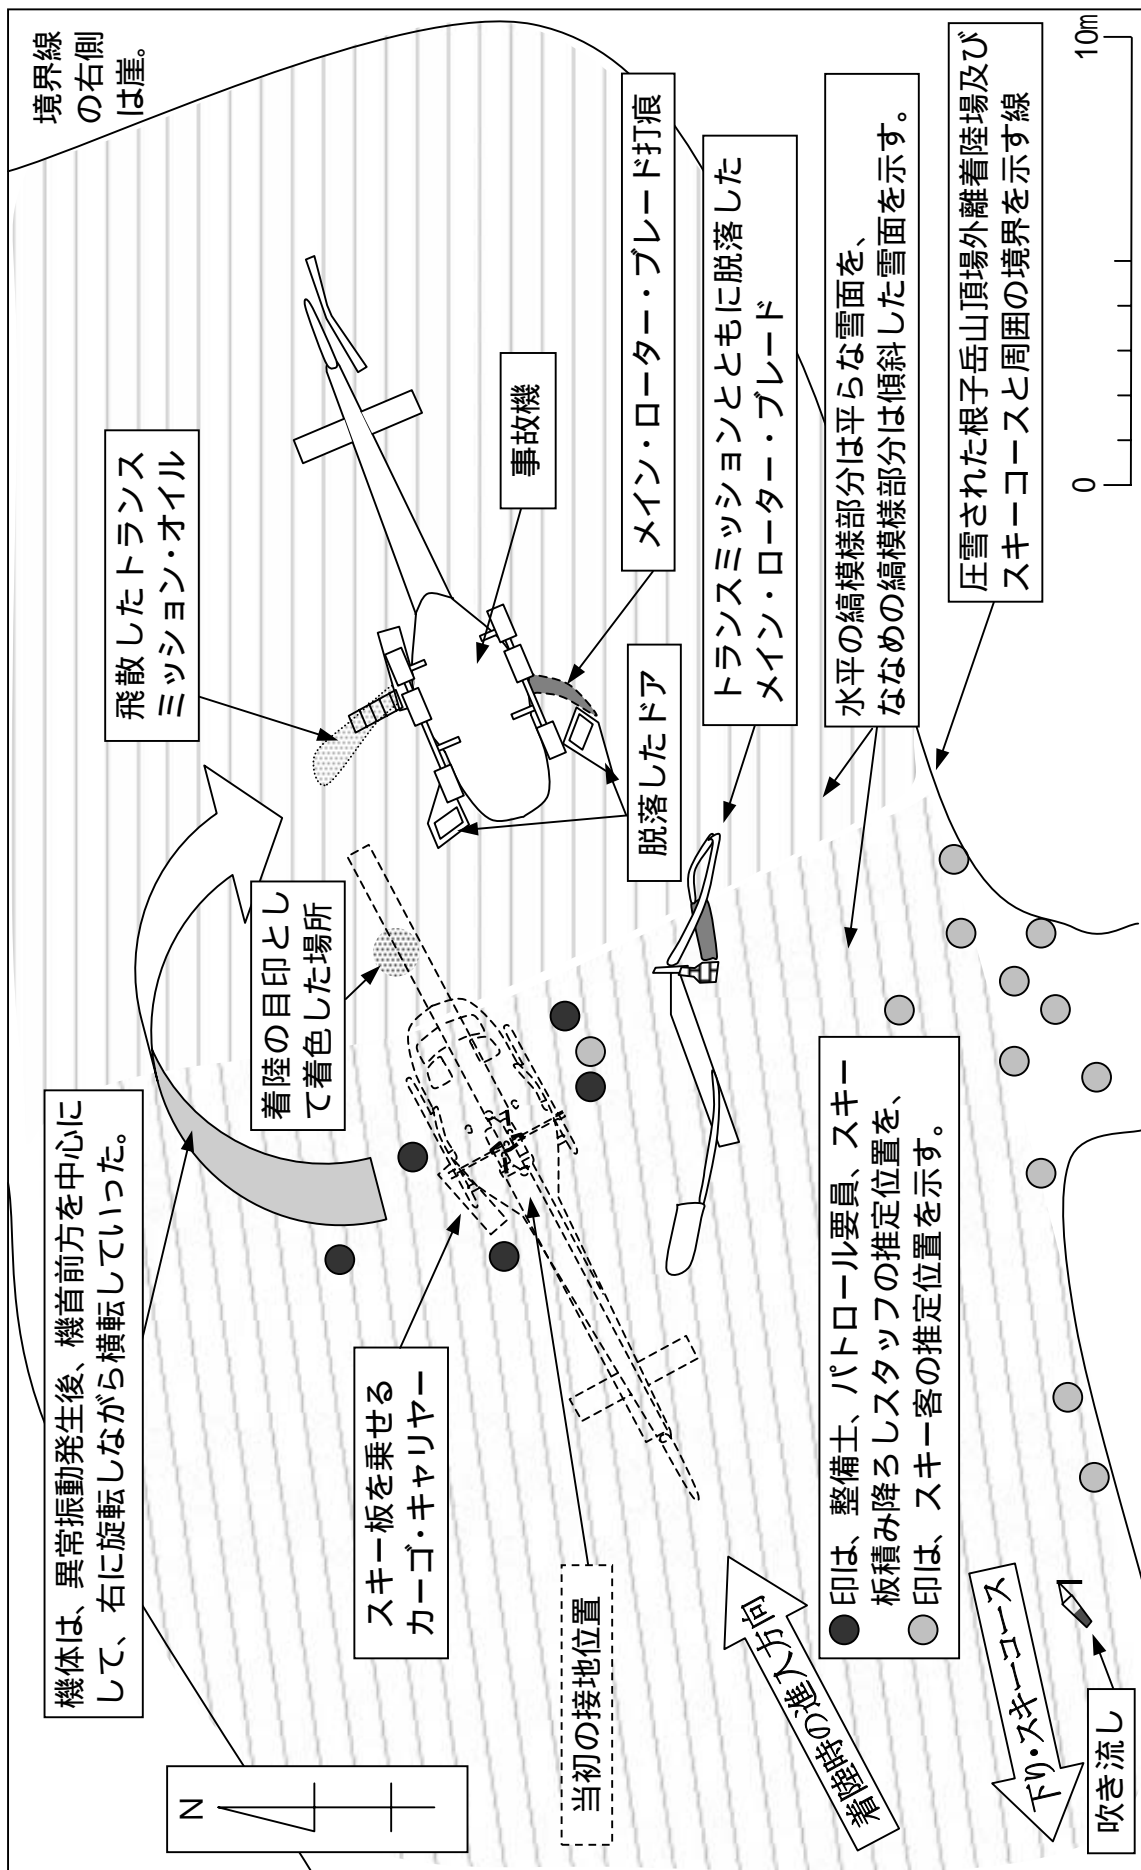 境界線
の右側
は崖。
飛散したトランス
ミッション・オイル
事故機
メイン・ローター・ブレード打痕
トランスミッションとともに脱落した
メイン・ローター・ブレード
水平の縞模様部分は平らな雪面を、
ななめの縞模様部分は傾斜した雪面を示す。
圧雪された根子岳山頂場外離着陸場及び
スキーコースと周囲の境界を示す線
0
10m
脱落したドア
着陸の目印とし
て着色した場所
機体は、異常振動発生後、機首前方を中心に
して、右に旋転しながら横転していった。
スキー板を乗せる
カーゴ・キャリヤー
当初の接地位置
着陸時の進入方向
印は、整備士、パトロール要員、スキー
板積み降ろしスタッフの推定位置を、
印は、スキー客の推定位置を示す。
下り・スキーコース
吹き流し
N